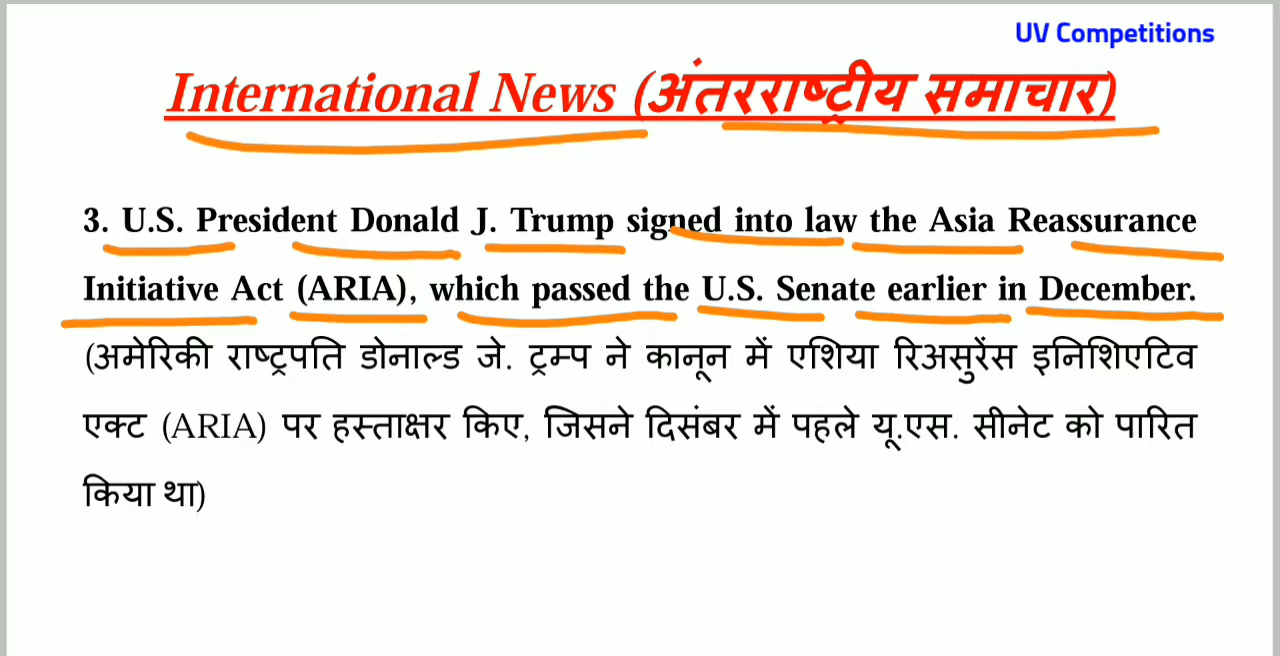 UV Competitions
International News (अंतरराष्ट्रीय समाचार)
3. U.S. President Donald J. Trump signed into law the Asia Reassurance
Initiative Act (ARIA), which passed the U.S. Senate earlier in December.
(अमेरिकी राष्ट्रपति डोनाल्ड जे. ट्रम्प ने कानून में एशिया रिअसुरेंस इनिशिएटिव
एक्ट (ARIA) पर हस्ताक्षर किए, जिसने दिसंबर में पहले यू.एस. सीनेट को पारित
किया था)